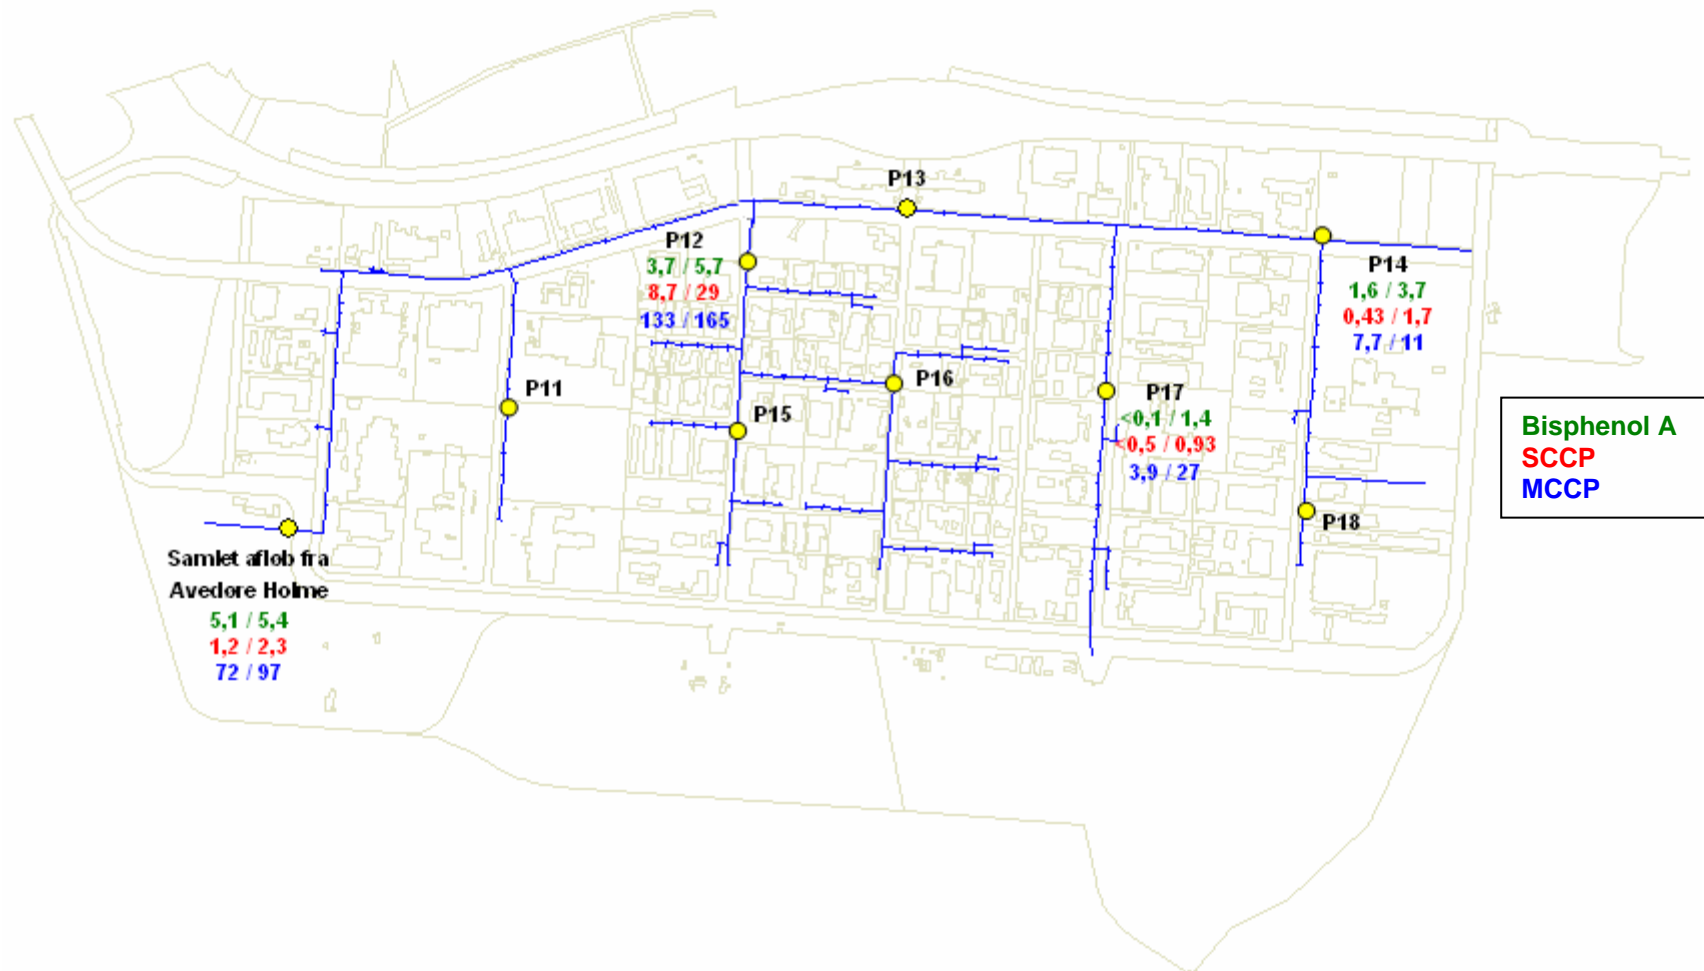 P13
P12
3,7 / 5,7
8,7 / 29
133 / 165
P14
1,6 / 3,7
0,43 / 1,7
7,7 / 11
P11
P16
P15
P17
<0,1 / 1,4
<0,5 / 0,93
3,9 / 27
Bisphenol A
SCCP
MCCP
P18
Samlet afløb fra
Avedøre Holme
5,1 / 5,4
1,2 / 2,3
72 / 97